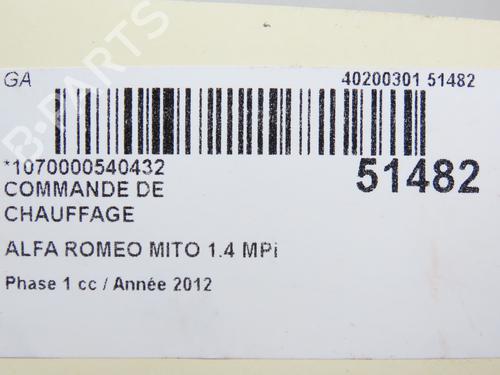 GA 40200301 51482
*1070000540432 51482
COMMANDE DE
CHAUFFAGE
ALFA ROMEO MITO 1.4 MPi
Phase 1 cc / Année 2012
B-PARTS